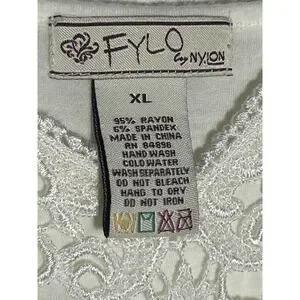 FYLO
by NYLON
XL
95% RAYON
5% SPANDEX
MADE IN CHINA
RN 84896
HAND WASH
COLD WATER
WASH SEPARATELY
DO NOT BLEACH
HANG TO DRY
DO NOT IRON